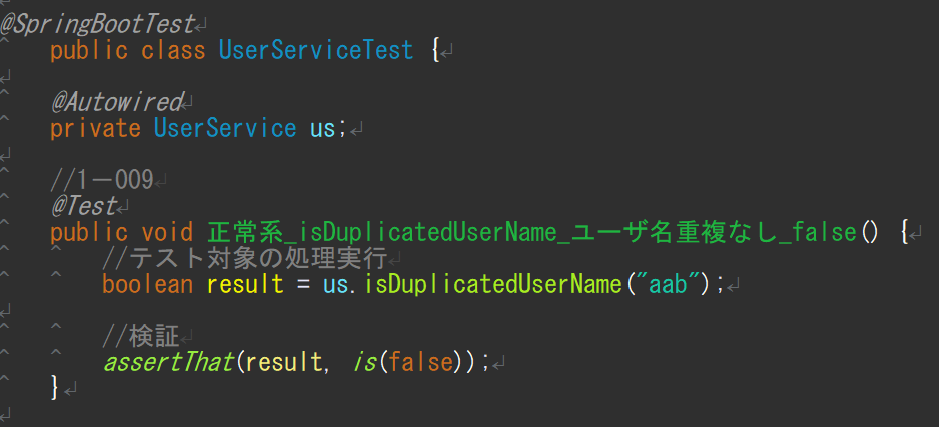 @SpringBootTest
public class UserServiceTest {
@Autowired
private UserService us;
//1－009
@Test
public void 正常系_isDuplicatedUserName_ユーザ名重複なし_false() {
//テスト対象の処理実行
boolean result = us.isDuplicatedUserName("aab");
//検証
assertThat(result, is(false));
}